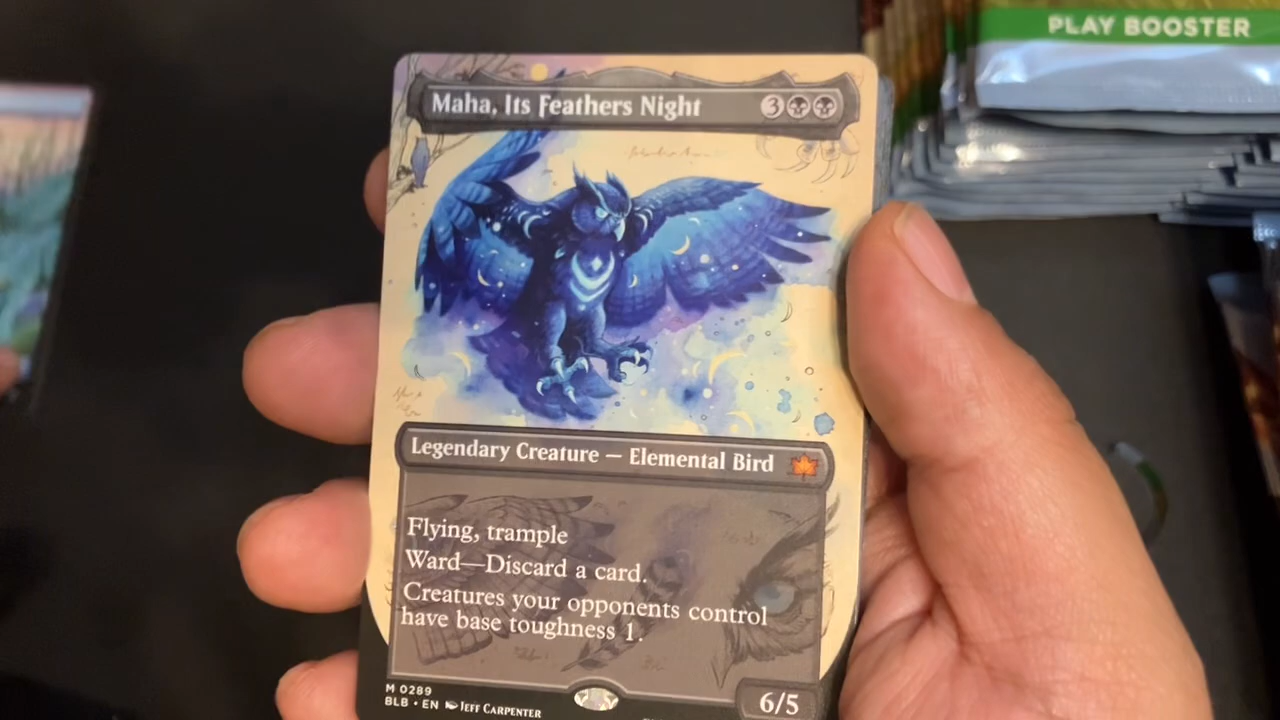 PLAY BOOSTER
Maha, Its Feathers Night
3
Legendary Creature — Elemental Bird
Flying, trample
Ward—Discard a card.
Creatures your opponents control
have base toughness 1.
M 0289
BLB • EN JEFF CARPENTER
6/5